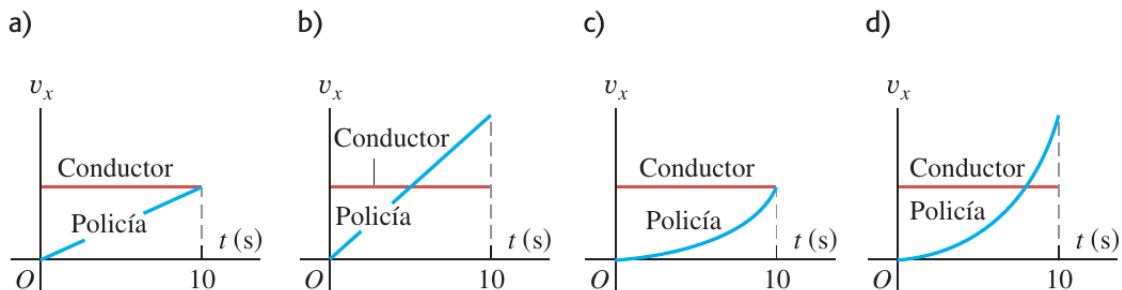 a)
v_x
Conductor
Policía
t (s)
O
10
b)
v_x
Conductor
Policía
t (s)
O
10
c)
v_x
Conductor
Policía
t (s)
O
10
d)
v_x
Conductor
Policía
t (s)
O
10